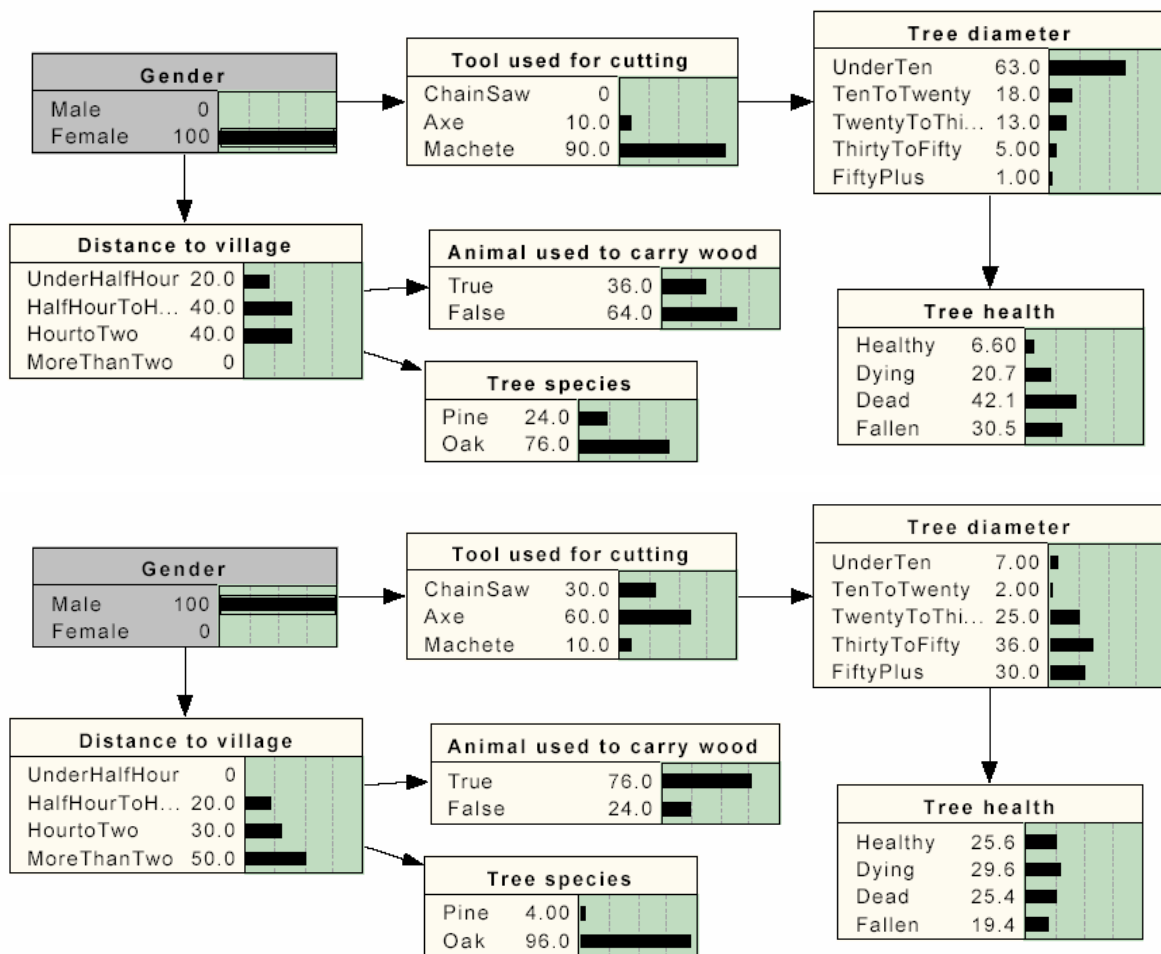 Gender
Male 0
Female 100
Tool used for cutting
ChainSaw 0
Axe 10.0
Machete 90.0
Tree diameter
UnderTen 63.0
TenToTwenty 18.0
TwentyToThi... 13.0
ThirtyToFifty 5.00
FiftyPlus 1.00
Distance to village
UnderHalfHour 20.0
HalfHourToH... 40.0
HourtoTwo 40.0
MoreThanTwo 0
Animal used to carry wood
True 36.0
False 64.0
Tree species
Pine 24.0
Oak 76.0
Tree health
Healthy 6.60
Dying 20.7
Dead 42.1
Fallen 30.5
Gender
Male 100
Female 0
Tool used for cutting
ChainSaw 30.0
Axe 60.0
Machete 10.0
Tree diameter
UnderTen 7.00
TenToTwenty 2.00
TwentyToThi... 25.0
ThirtyToFifty 36.0
FiftyPlus 30.0
Distance to village
UnderHalfHour 0
HalfHourToH... 20.0
HourtoTwo 30.0
MoreThanTwo 50.0
Animal used to carry wood
True 76.0
False 24.0
Tree species
Pine 4.00
Oak 96.0
Tree health
Healthy 25.6
Dying 29.6
Dead 25.4
Fallen 19.4